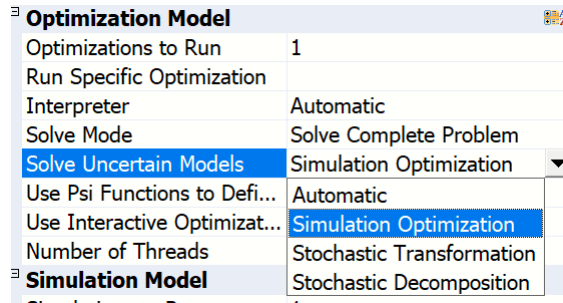 Optimization Model
Optimizations to Run 1
Run Specific Optimization
Interpreter Automatic
Solve Mode Solve Complete Problem
Solve Uncertain Models Simulation Optimization
Use Psi Functions to Defi... Automatic
Use Interactive Optimizat... Simulation Optimization
Number of Threads Stochastic Transformation
Simulation Model Stochastic Decomposition